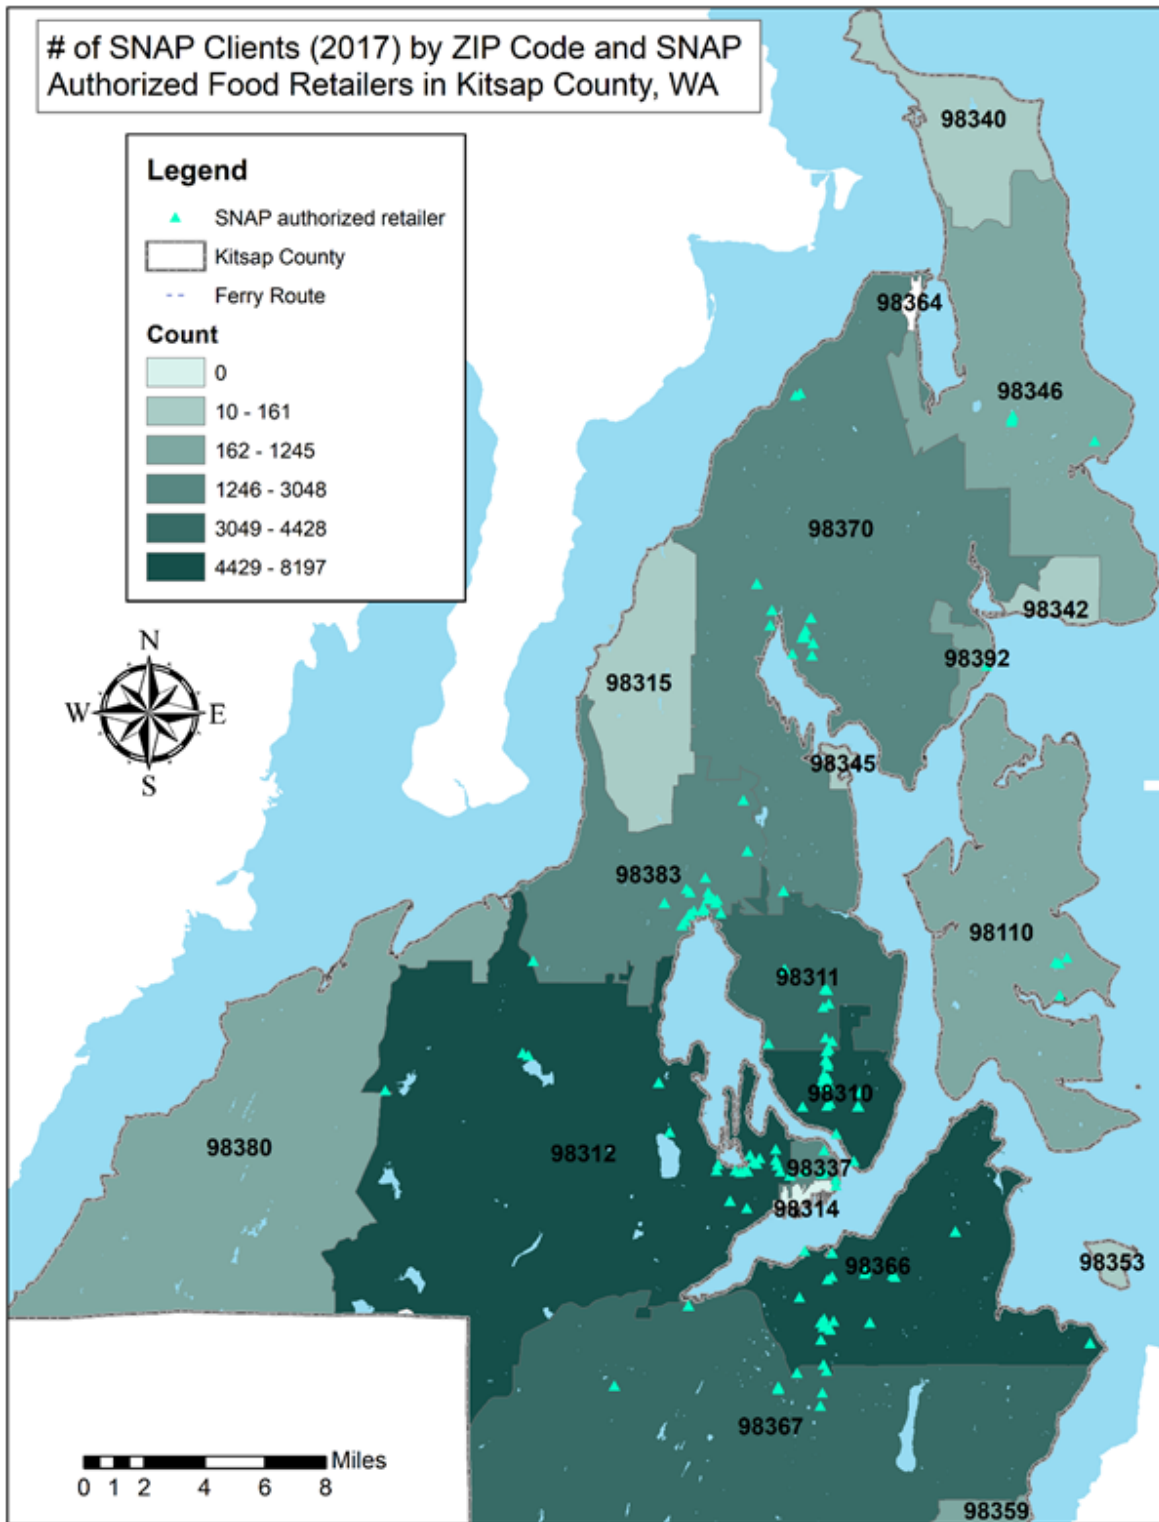 # of SNAP Clients (2017) by ZIP Code and SNAP
Authorized Food Retailers in Kitsap County, WA
Legend
SNAP authorized retailer
Kitsap County
Ferry Route
Count
0
10 - 161
162 - 1245
1246 - 3048
3049 - 4428
4429 - 8197
N
W E
S
98340
98364
98346
98370
98342
98392
98315
98345
98383
98110
98311
98310
98380
98312
98337
98314
98366
98353
98367
98359
Miles
0 1 2 4 6 8